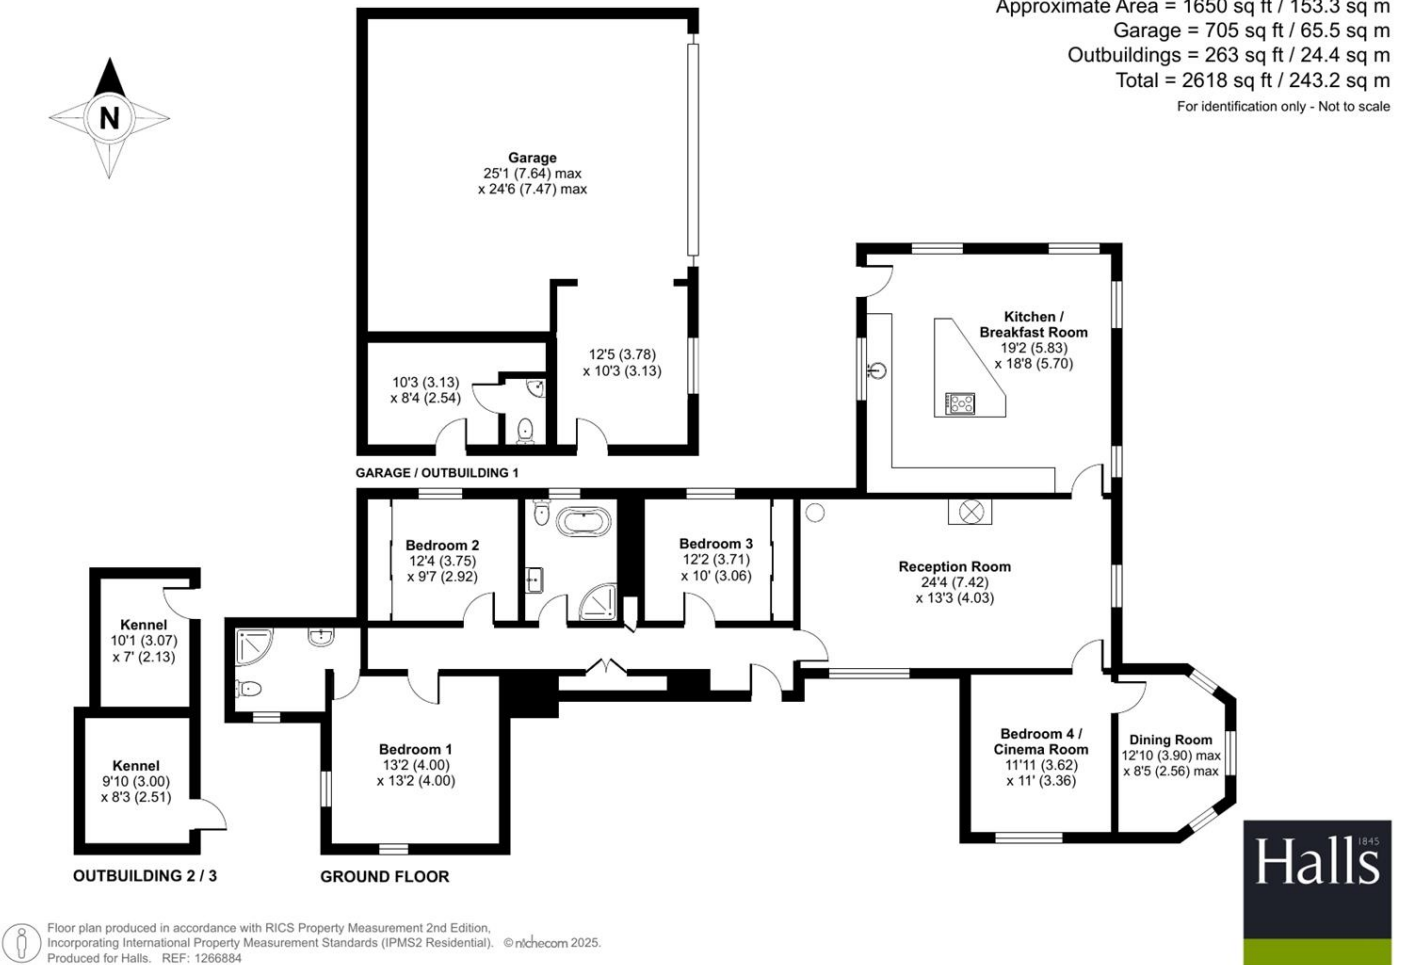 Approximate Area = 1650 sq ft / 153.3 sq m
Garage = 705 sq ft / 65.5 sq m
Outbuildings = 263 sq ft / 24.4 sq m
Total = 2618 sq ft / 243.2 sq m
For identification only - Not to scale
N
Garage
25'1 (7.64) max
x 24'6 (7.47) max
12'5 (3.78)
x 10'3 (3.13)
10'3 (3.13)
x 8'4 (2.54)
GARAGE / OUTBUILDING 1
Kitchen /
Breakfast Room
19'2 (5.83)
x 18'8 (5.70)
Bedroom 2
12'4 (3.75)
x 9'7 (2.92)
Bedroom 3
12'2 (3.71)
x 10' (3.06)
Reception Room
24'4 (7.42)
x 13'3 (4.03)
Kennel
10'1 (3.07)
x 7' (2.13)
Kennel
9'10 (3.00)
x 8'3 (2.51)
Bedroom 1
13'2 (4.00)
x 13'2 (4.00)
Bedroom 4 /
Cinema Room
11'11 (3.62)
x 11' (3.36)
Dining Room
12'10 (3.90) max
x 8'5 (2.56) max
OUTBUILDING 2 / 3
GROUND FLOOR
1845
Halls
Floor plan produced in accordance with RICS Property Measurement 2nd Edition,
Incorporating International Property Measurement Standards (IPMS2 Residential). © nichecom 2025.
Produced for Halls. REF: 1266884